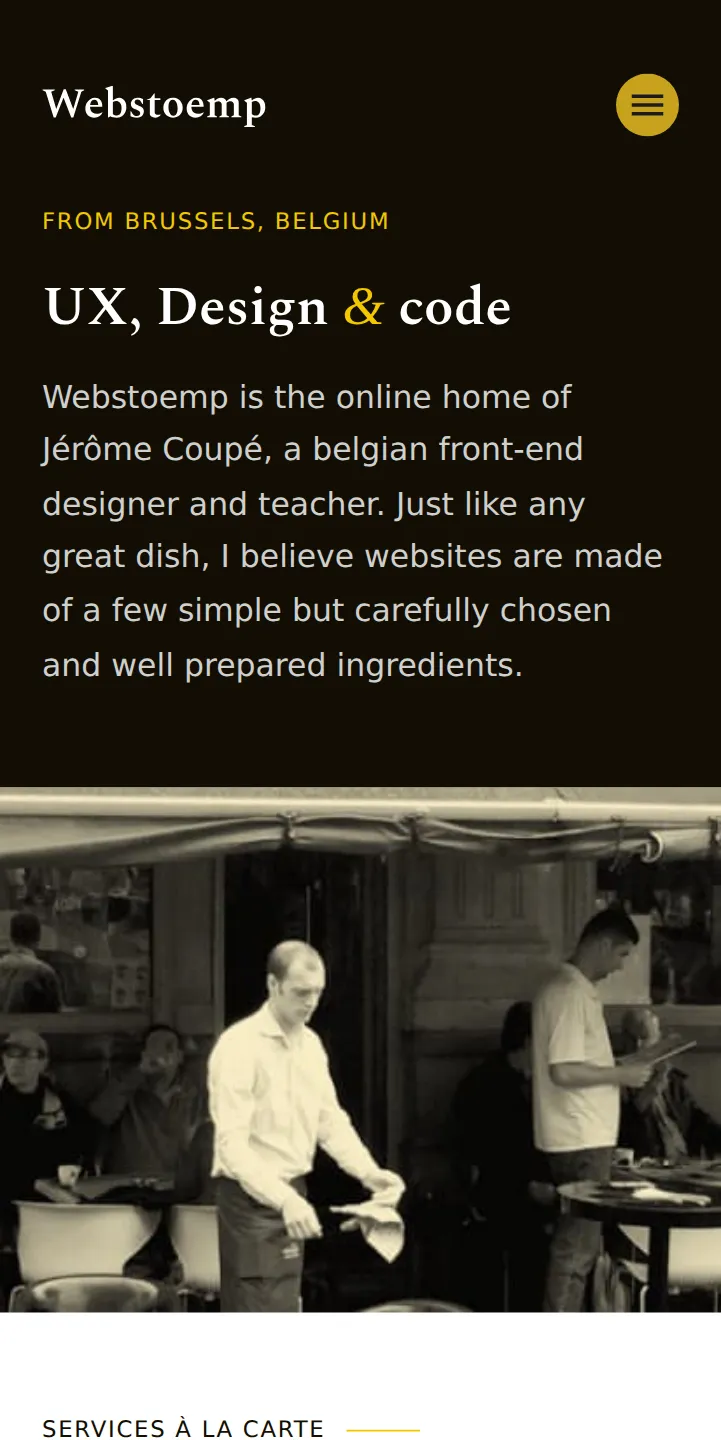 Webstoemp
FROM BRUSSELS, BELGIUM
UX, Design & code
Webstoemp is the online home of
Jérôme Coupé, a belgian front-end
designer and teacher. Just like any
great dish, I believe websites are made
of a few simple but carefully chosen
and well prepared ingredients.
SERVICES À LA CARTE